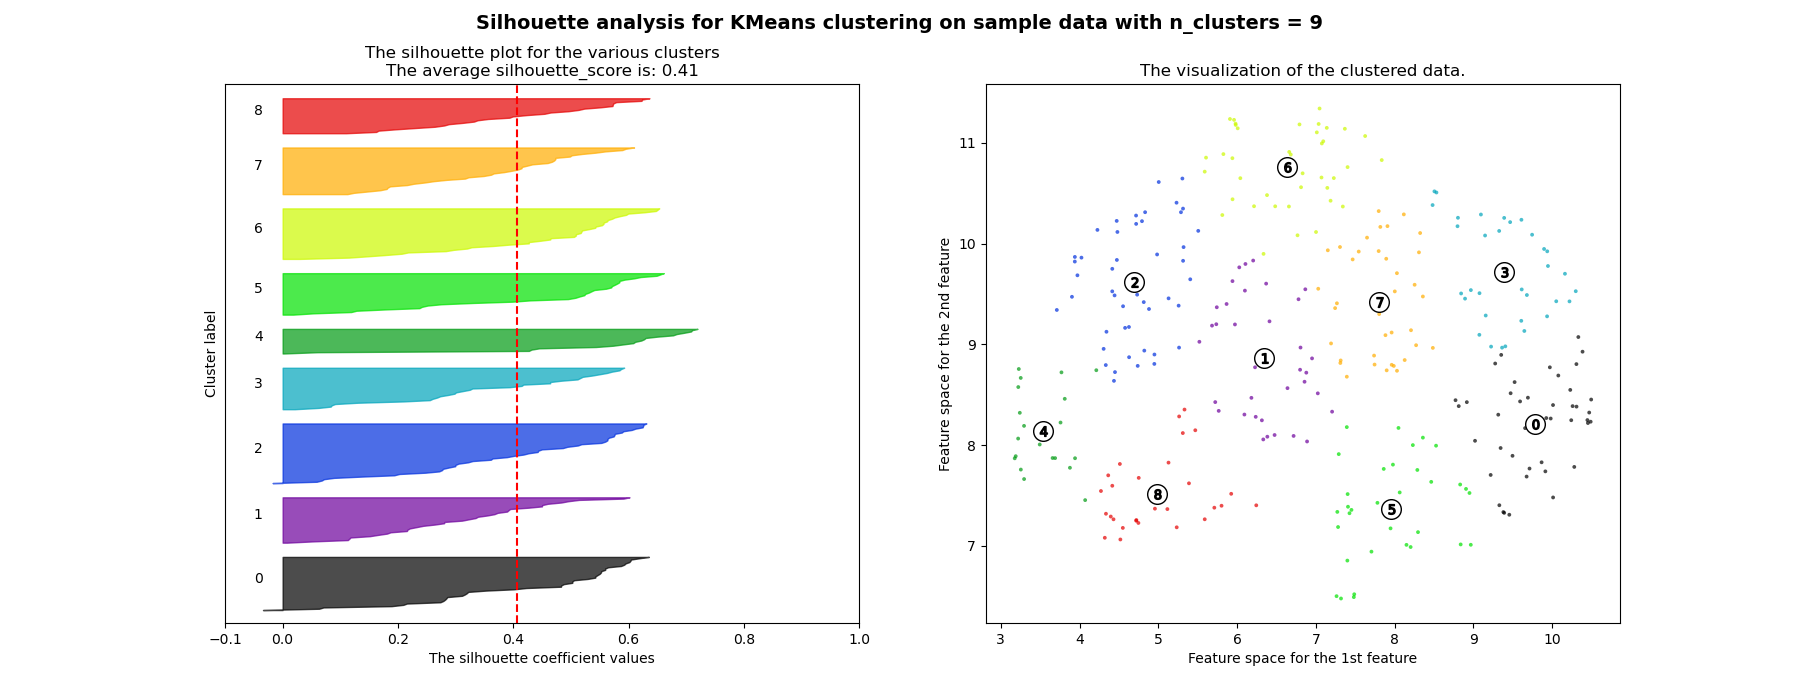 Silhouette analysis for KMeans clustering on sample data with n_clusters = 9
The silhouette plot for the various clusters
The average silhouette_score is: 0.41
8
7
6
5
4
3
2
1
0
Cluster label
−0.1 0.0 0.2 0.4 0.6 0.8 1.0
The silhouette coefficient values
The visualization of the clustered data.
11
10
9
8
7
Feature space for the 2nd feature
6
2
3
7
1
4
0
8
5
3 4 5 6 7 8 9 10
Feature space for the 1st feature